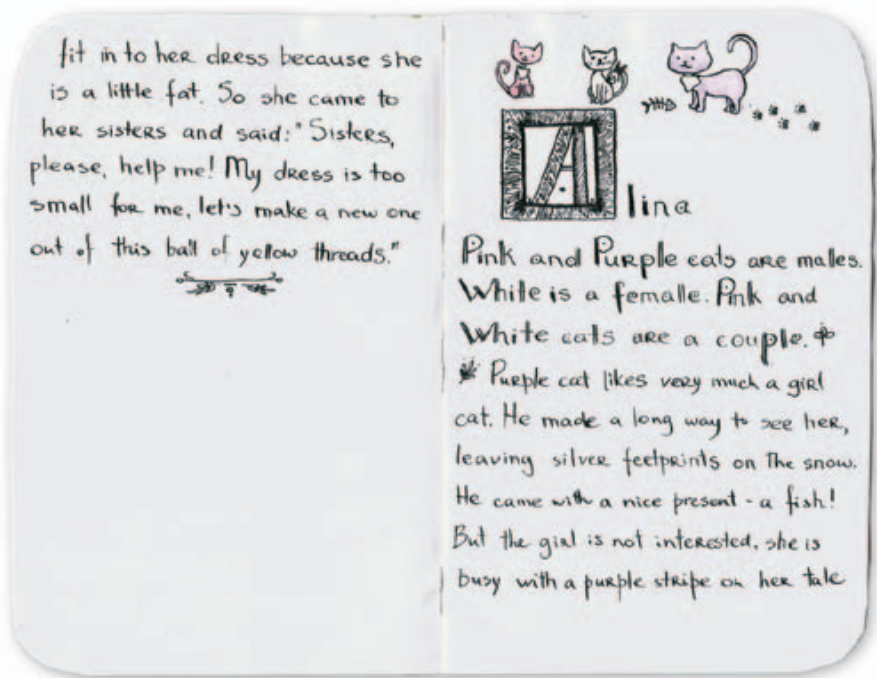 fit in to her dress because she
is a little fat. So she came to
her sisters and said: "Sisters,
please, help me! My dress is too
small for me, let's make a new one
out of this ball of yellow threads."
Alina
Pink and Purple cats are malles.
White is a femalle. Pink and
White cats are a couple.
Purple cat likes very much a girl
cat. He made a long way to see her,
leaving silver feetprints on the snow.
He came with a nice present - a fish!
But the girl is not interested, she is
busy with a purple stripe on her tale